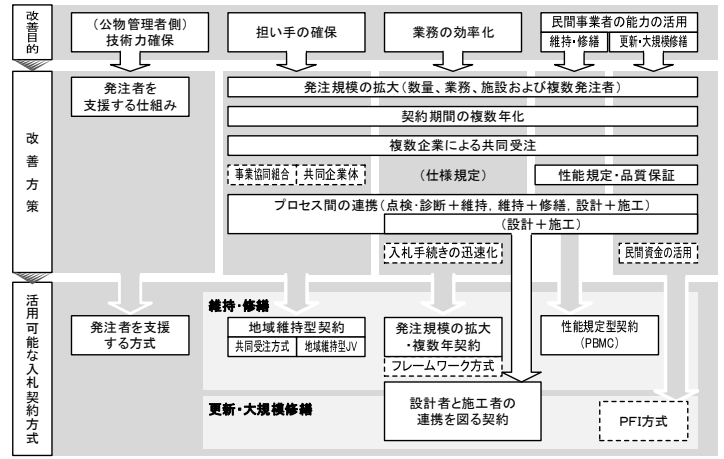 改善目的
（公物管理者側）
技術力確保
担い手の確保
業務の効率化
民間事業者の能力の活用
維持・修繕
更新・大規模修繕
改善方策
発注者を
支援する仕組み
発注規模の拡大（数量、業務、施設および複数発注者）
契約期間の複数年化
複数企業による共同受注
事業協同組合
共同企業体
（仕様規定）
性能規定・品質保証
プロセス間の連携（点検・診断＋維持，維持＋修繕，設計＋施工）
（設計＋施工）
入札手続きの迅速化
民間資金の活用
活用可能な入札契約方式
発注者を支援
する方式
維持・修繕
地域維持型契約
共同受注方式
地域維持型JV
発注規模の拡大
・複数年契約
フレームワーク方式
性能規定型契約
（PBMC）
更新・大規模修繕
設計者と施工者の
連携を図る契約
PFI方式